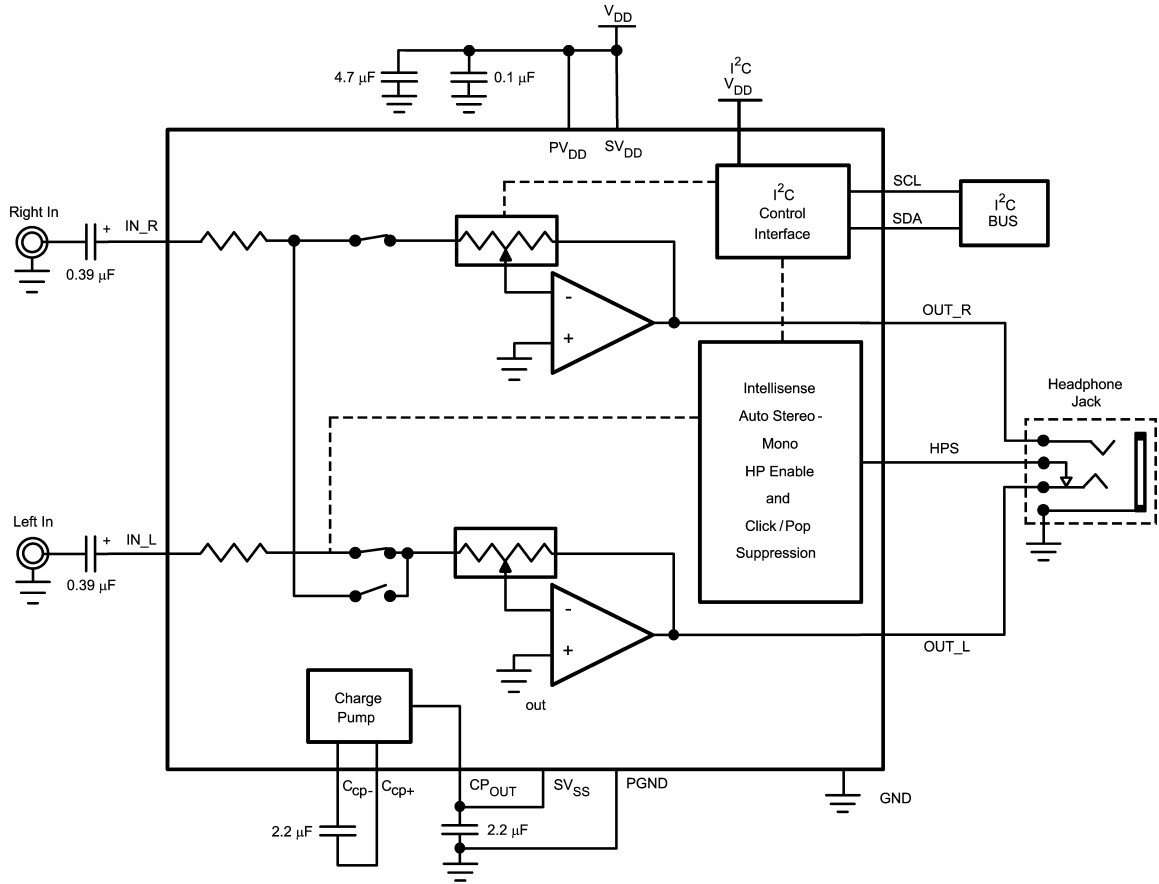 V_DD
4.7 µF
0.1 µF
I²C
V_DD
PV_DD
SV_DD
I²C
Control
Interface
SCL
SDA
I²C
BUS
Right In
+
IN_R
0.39 µF
-
+
OUT_R
Intellisense
Auto Stereo-
Mono
HP Enable
and
Click/Pop
Suppression
HPS
Headphone
Jack
Left In
+
IN_L
0.39 µF
-
+
out
OUT_L
Charge
Pump
C_cp-
C_cp+
CP_OUT
SV_SS
PGND
GND
2.2 µF
2.2 µF